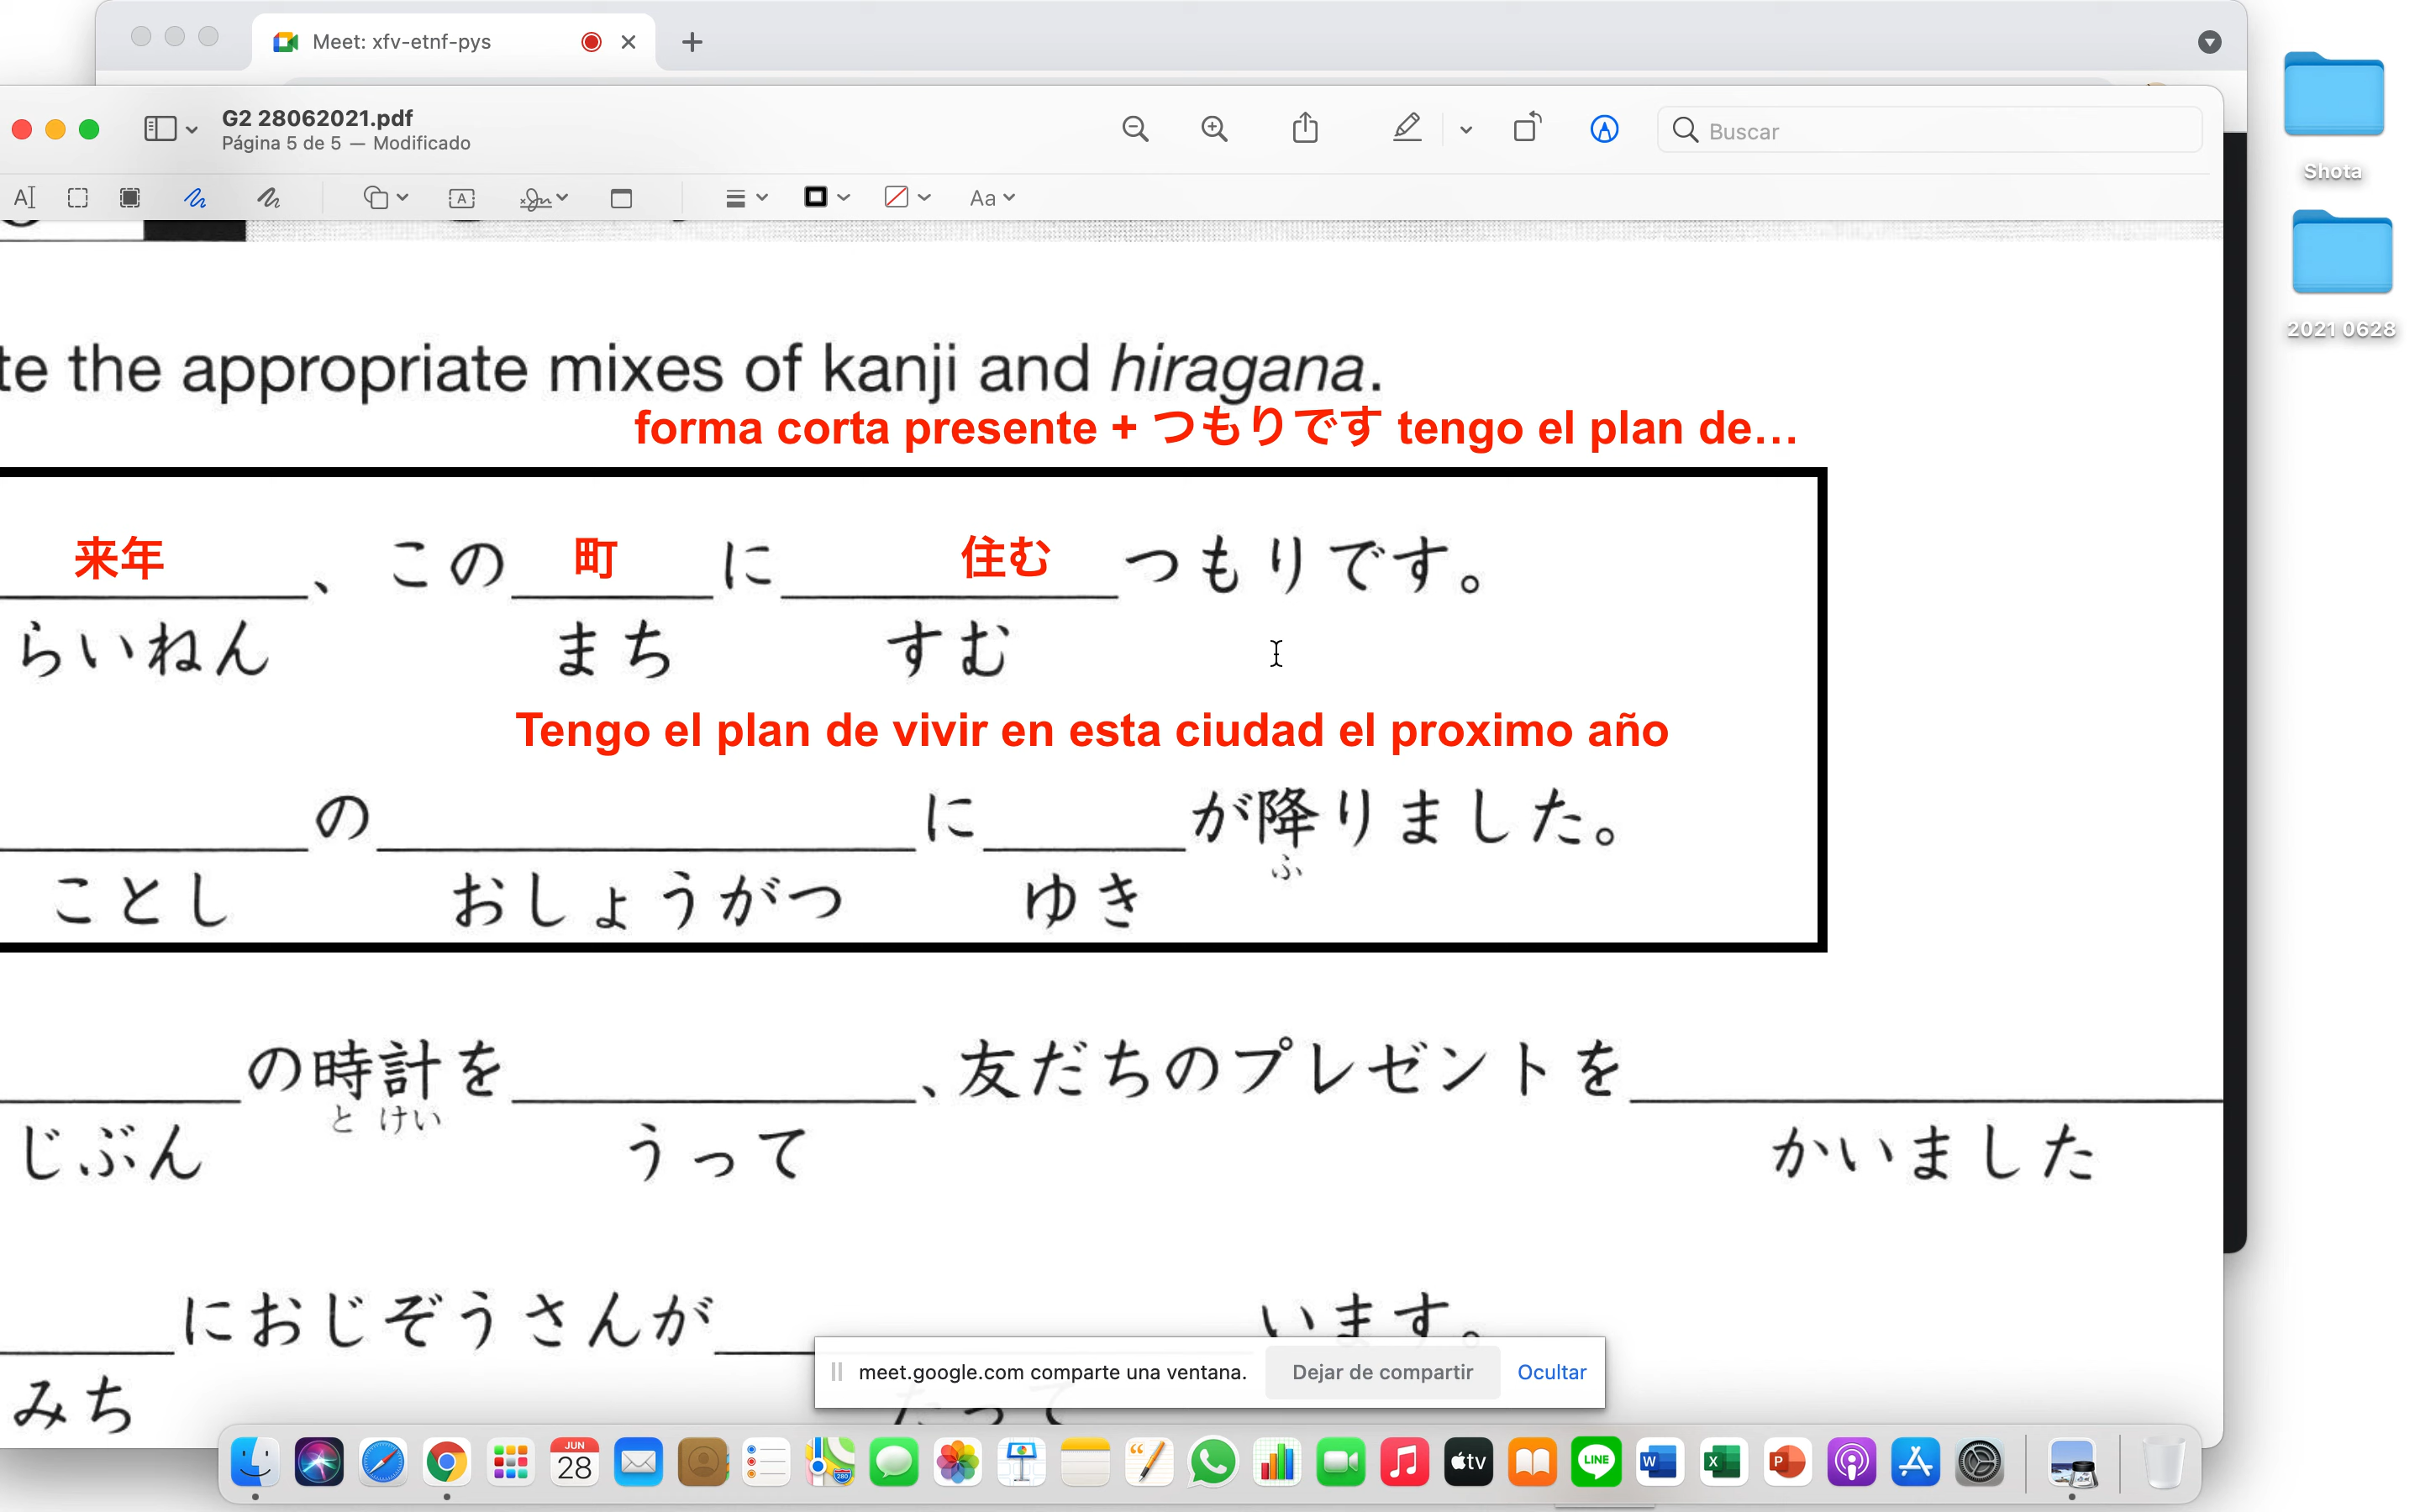 Meet: xfv-etnf-pys
G2 28062021.pdf
Página 5 de 5 — Modificado
Buscar
Aa
Shota
2021 0628
te the appropriate mixes of kanji and hiragana.
forma corta presente + つもりです tengo el plan de...
来年、この町に住むつもりです。
らいねん まち すむ
Tengo el plan de vivir en esta ciudad el proximo año
のにが降りました。
ふ
ことし おしょうがつ ゆき
の時計を、友だちのプレゼントを
と けい
じぶん うって かいました
におじぞうさんが います。
みち たって
meet.google.com comparte una ventana. Dejar de compartir Ocultar
JUN
28
280
tv
LINE
W
X
P